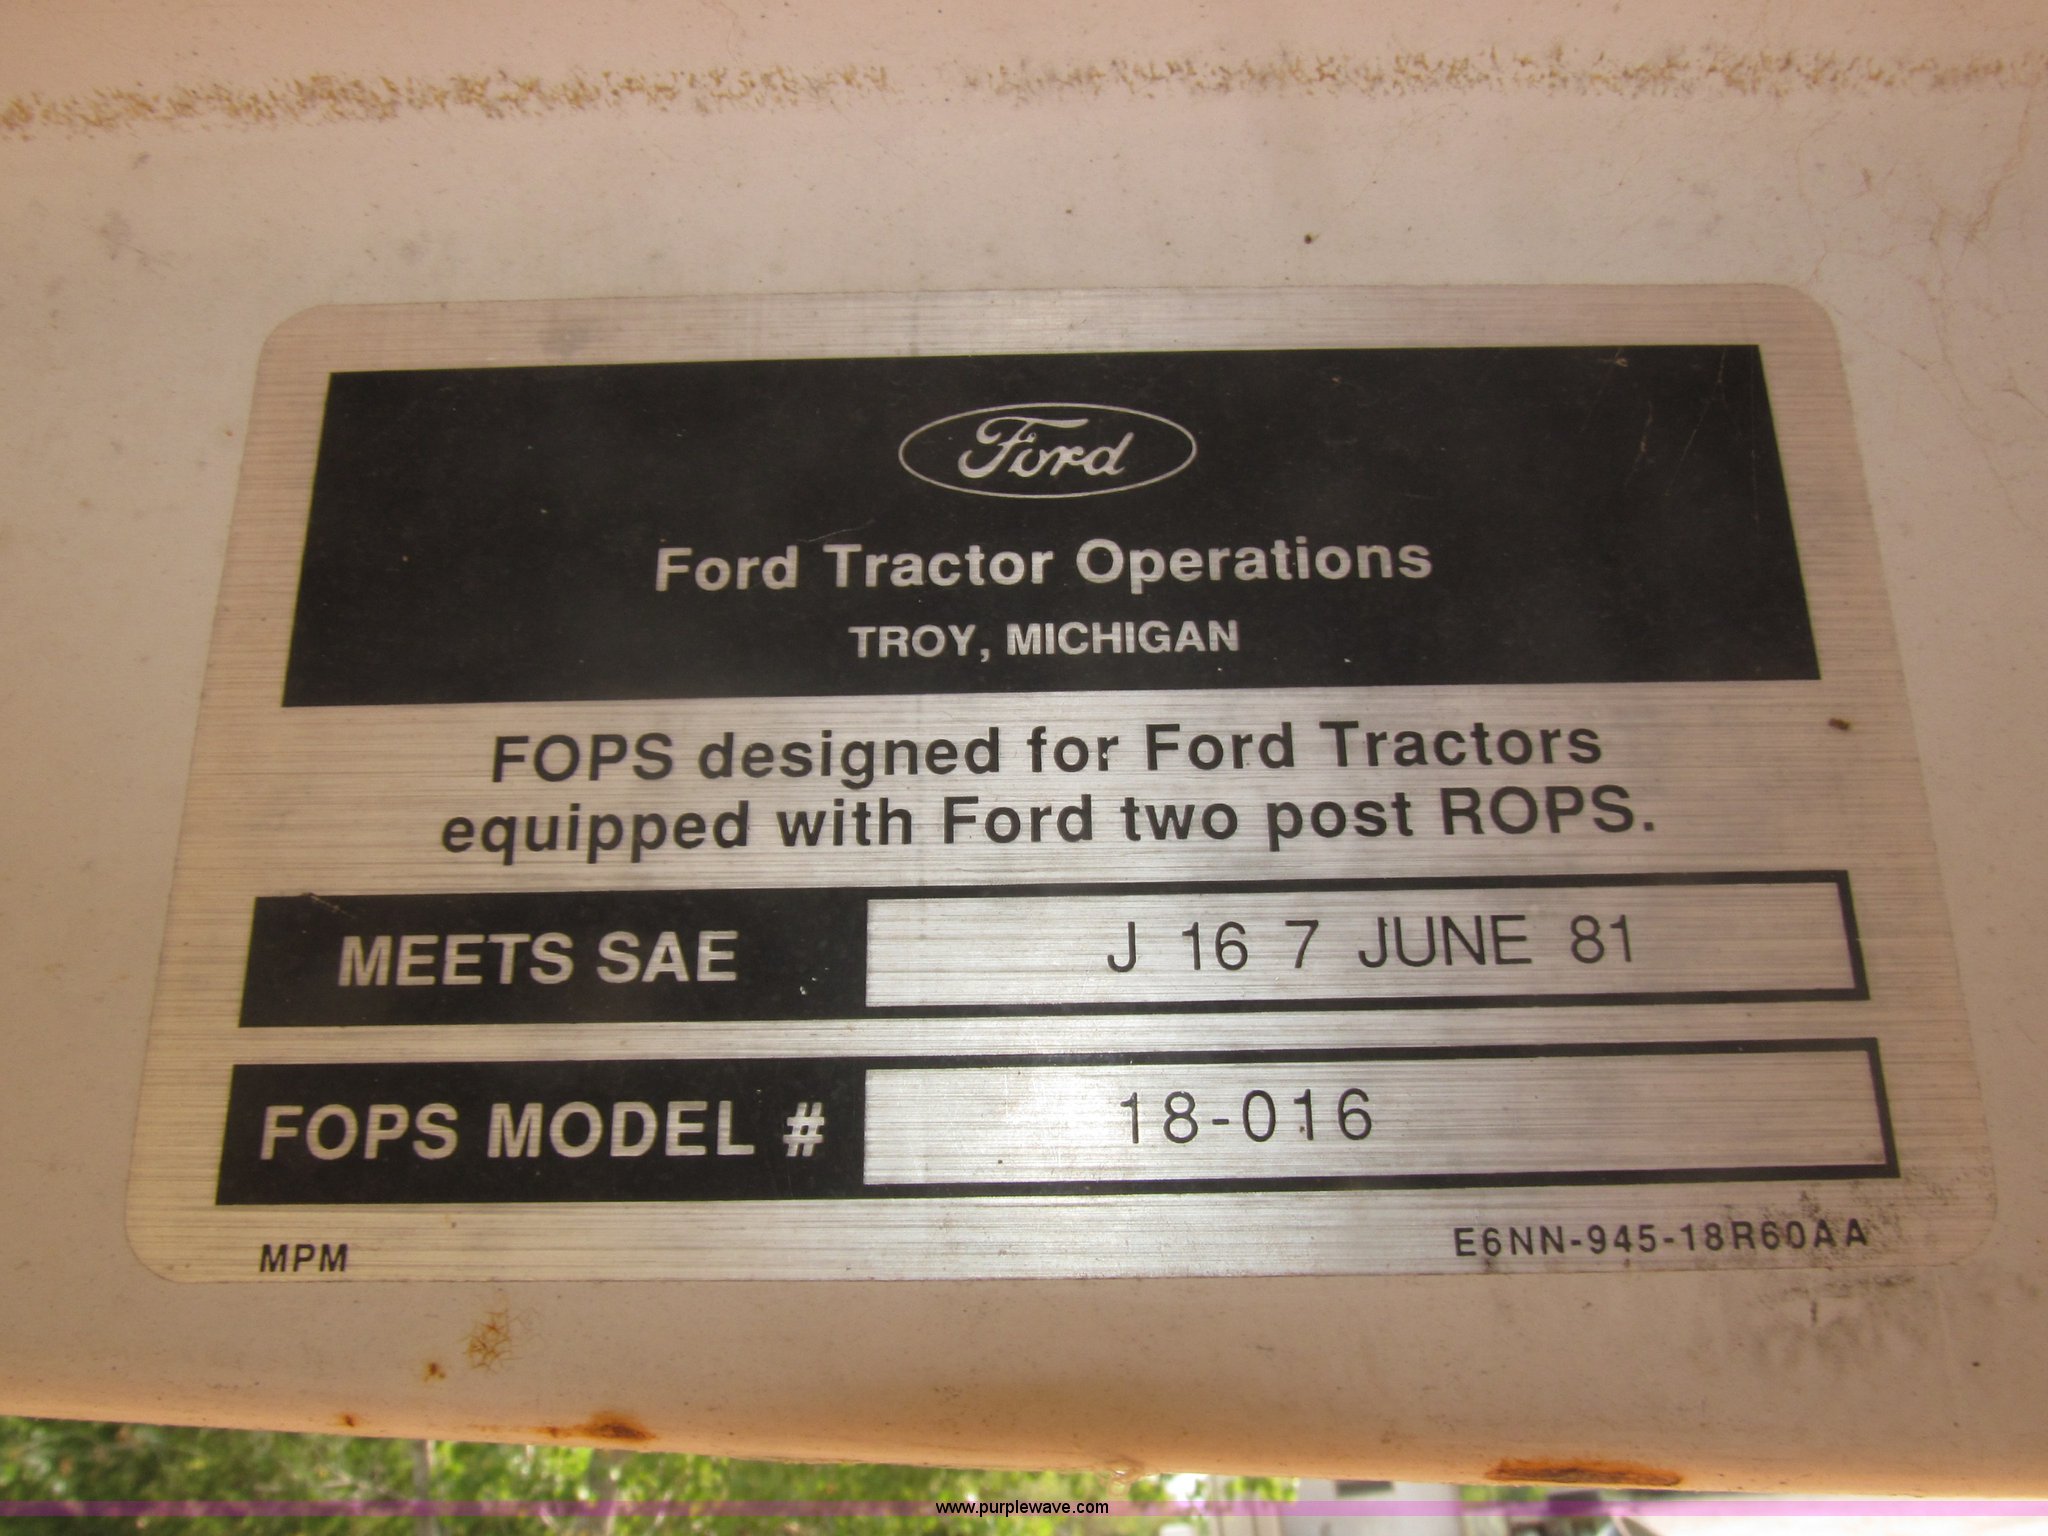 Ford
Ford Tractor Operations
TROY, MICHIGAN
FOPS designed for Ford Tractors
equipped with Ford two post ROPS.
MEETS SAE J 16 7 JUNE 81
FOPS MODEL # 18-016
MPM E6NN-945-18R60AA
www.purplewave.com